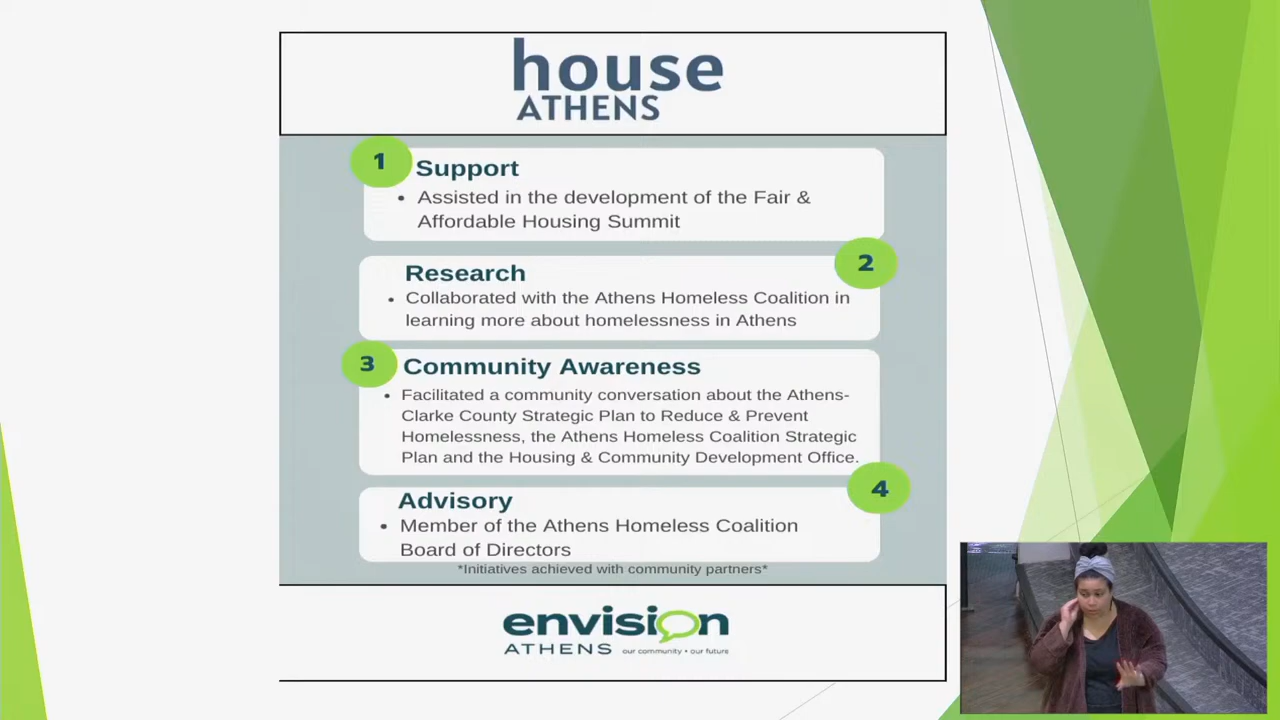 house
ATHENS
1
Support
• Assisted in the development of the Fair &
Affordable Housing Summit
2
Research
• Collaborated with the Athens Homeless Coalition in
learning more about homelessness in Athens
3
Community Awareness
• Facilitated a community conversation about the Athens-
Clarke County Strategic Plan to Reduce & Prevent
Homelessness, the Athens Homeless Coalition Strategic
Plan and the Housing & Community Development Office.
4
Advisory
• Member of the Athens Homeless Coalition
Board of Directors
*Initiatives achieved with community partners*
envision
ATHENS our community • our future